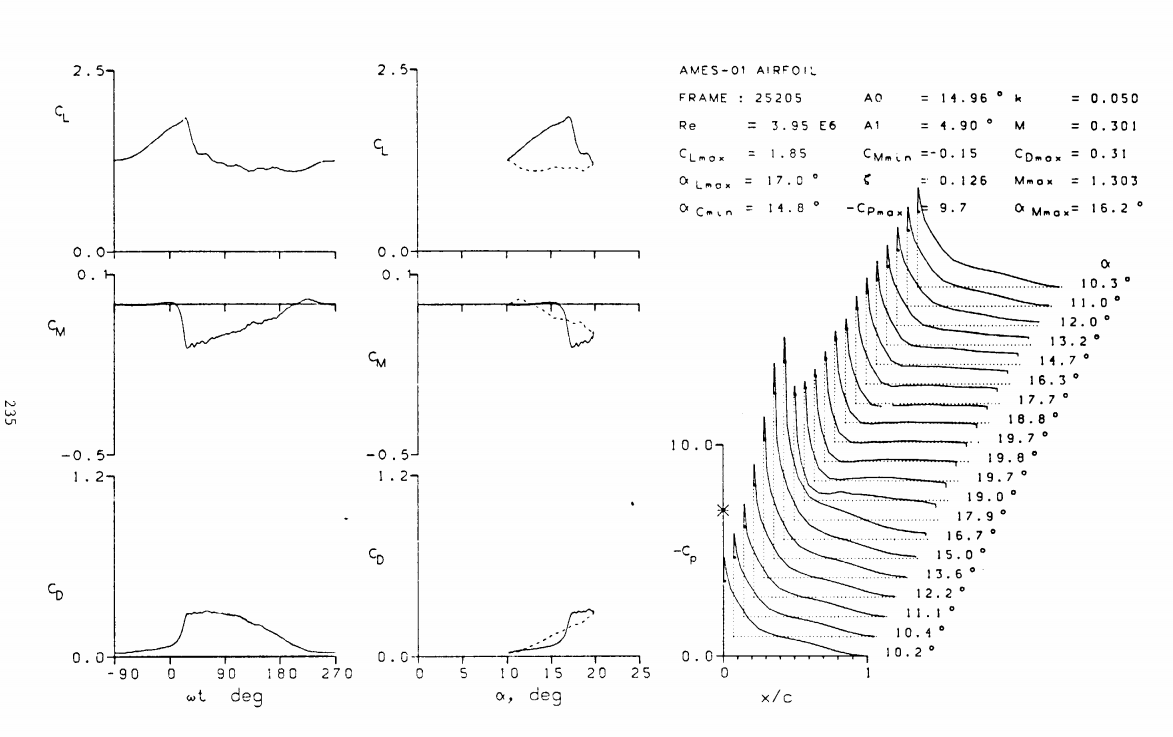 AMES-01 AIRFOIL
FRAME : 25205 A0 = 14.96 ° k = 0.050
Re = 3.95 E6 A1 = 4.90 ° M = 0.301
CLmax = 1.85 CMmin =-0.15 CDmax = 0.31
αLmax = 17.0 ° ζ = 0.126 Mmax = 1.303
αCmin = 14.8 ° -CPmax = 9.7 αMmax= 16.2 °
2.5
CL
0.0
0.1
CM
-0.5
1.2
CD
0.0
-90 0 90 180 270
ωt deg
2.5
CL
0.0
0.1
CM
-0.5
1.2
CD
0.0
0 5 10 15 20 25
α, deg
α
10.3 °
11.0 °
12.0 °
13.2 °
14.7 °
16.3 °
17.7 °
18.8 °
19.7 °
19.8 °
19.7 °
19.0 °
17.9 °
16.7 °
15.0 °
13.6 °
12.2 °
11.1 °
10.4 °
10.2 °
10.0
-Cp
0.0
0 1
x/c
235